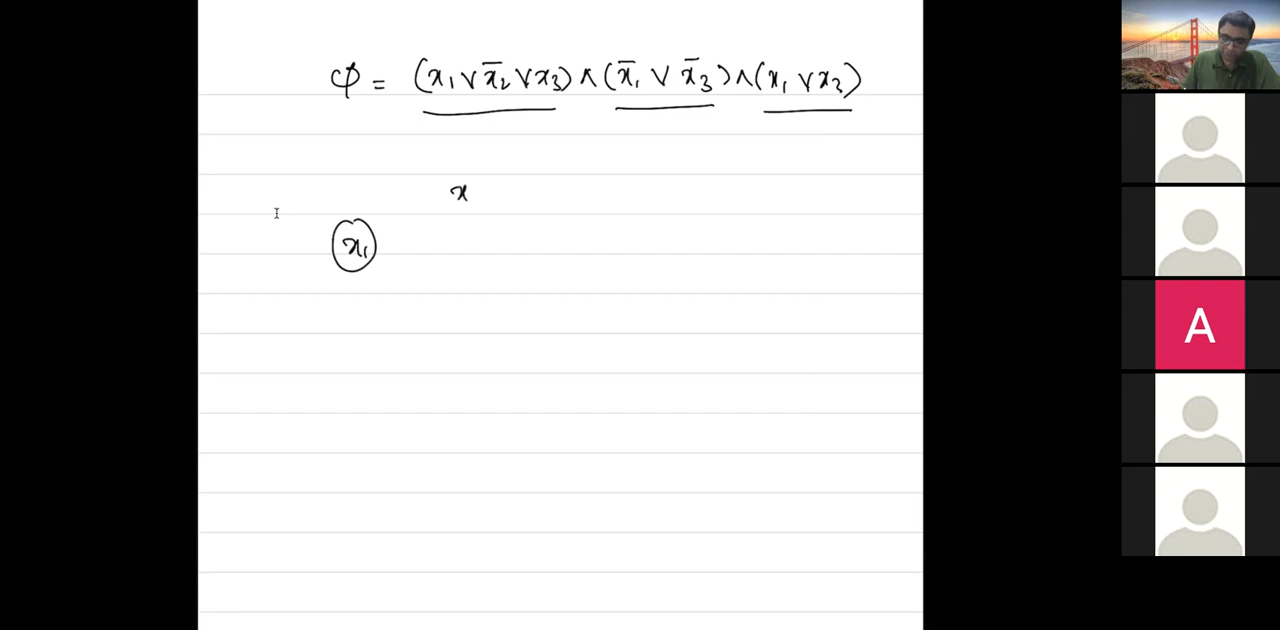 φ = (x₁ ∨ x̄₂ ∨ x₃) ∧ (x̄₁ ∨ x̄₃) ∧ (x₁ ∨ x₂)
x
x₁
A